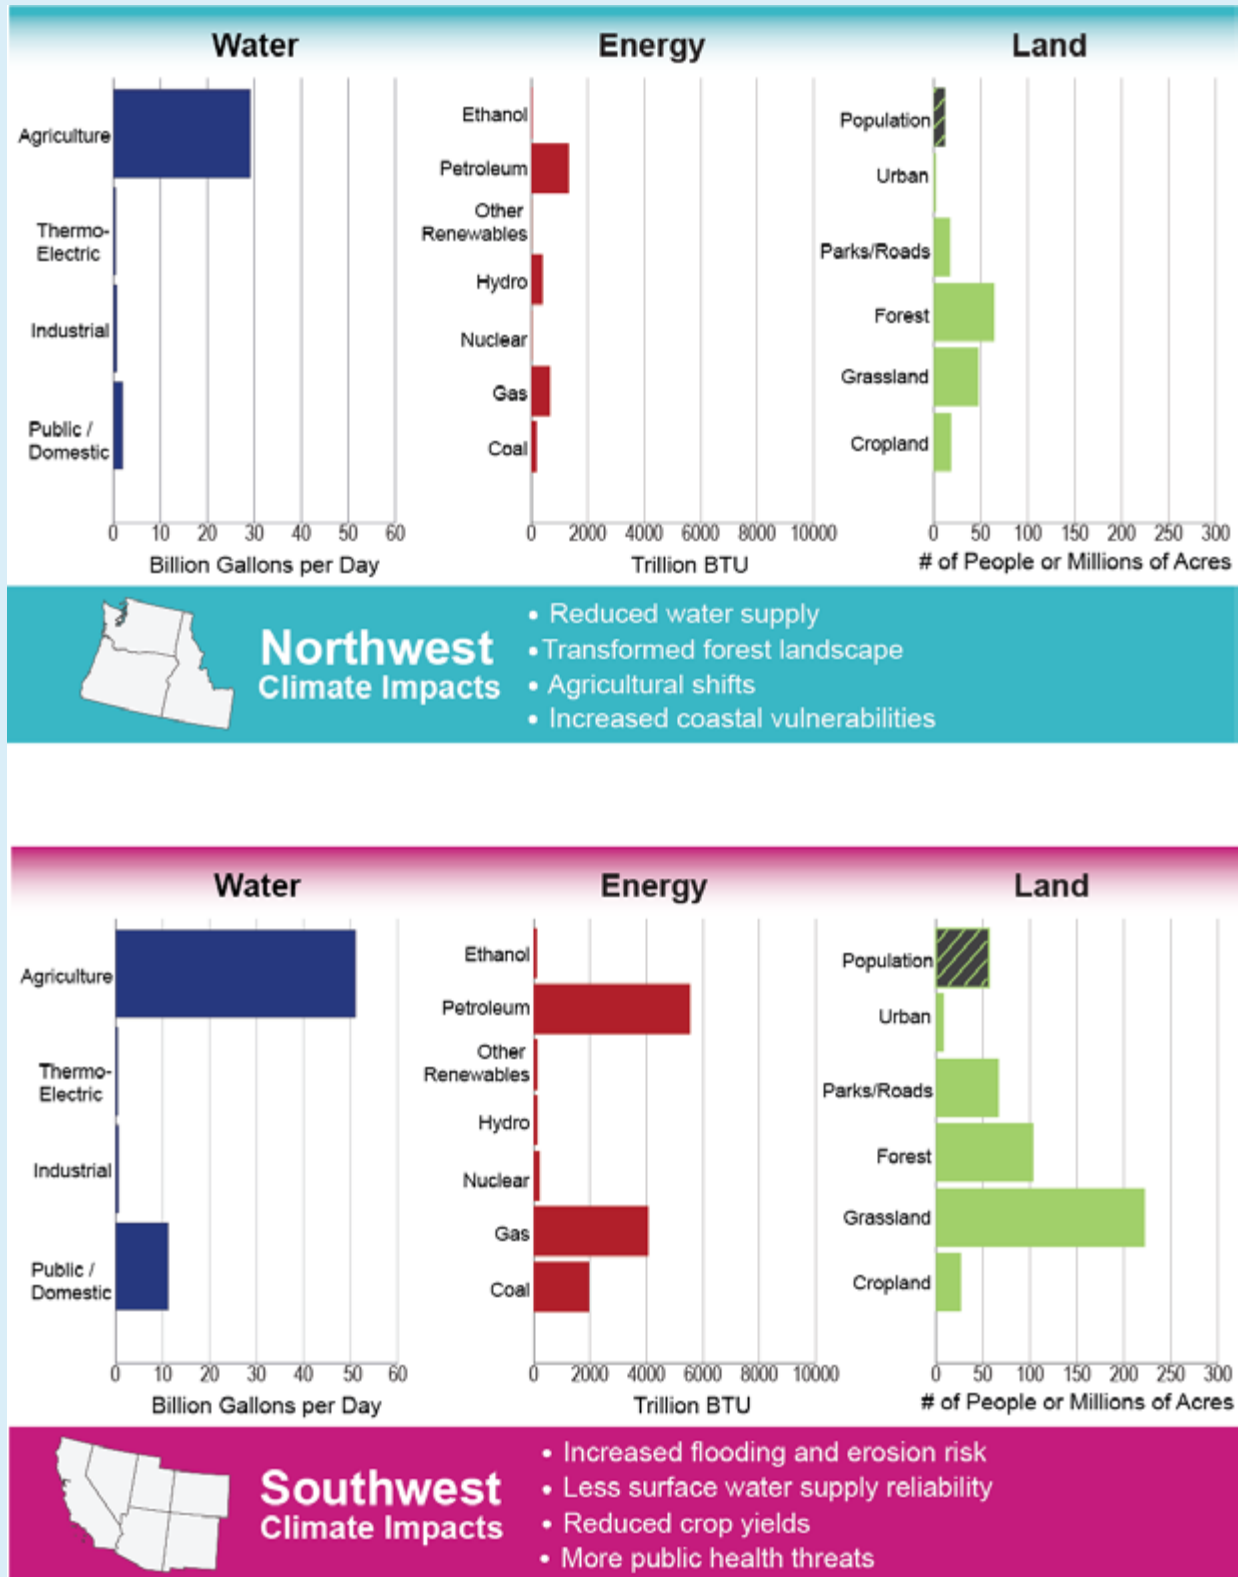 Water
Energy
Land
Agriculture
Thermo-
Electric
Industrial
Public /
Domestic
0 10 20 30 40 50 60
Billion Gallons per Day
Ethanol
Petroleum
Other
Renewables
Hydro
Nuclear
Gas
Coal
0 2000 4000 6000 8000 10000
Trillion BTU
Population
Urban
Parks/Roads
Forest
Grassland
Cropland
0 50 100 150 200 250 300
# of People or Millions of Acres
Northwest
Climate Impacts
• Reduced water supply
• Transformed forest landscape
• Agricultural shifts
• Increased coastal vulnerabilities
Water
Energy
Land
Agriculture
Thermo-
Electric
Industrial
Public /
Domestic
0 10 20 30 40 50 60
Billion Gallons per Day
Ethanol
Petroleum
Other
Renewables
Hydro
Nuclear
Gas
Coal
0 2000 4000 6000 8000 10000
Trillion BTU
Population
Urban
Parks/Roads
Forest
Grassland
Cropland
0 50 100 150 200 250 300
# of People or Millions of Acres
Southwest
Climate Impacts
• Increased flooding and erosion risk
• Less surface water supply reliability
• Reduced crop yields
• More public health threats